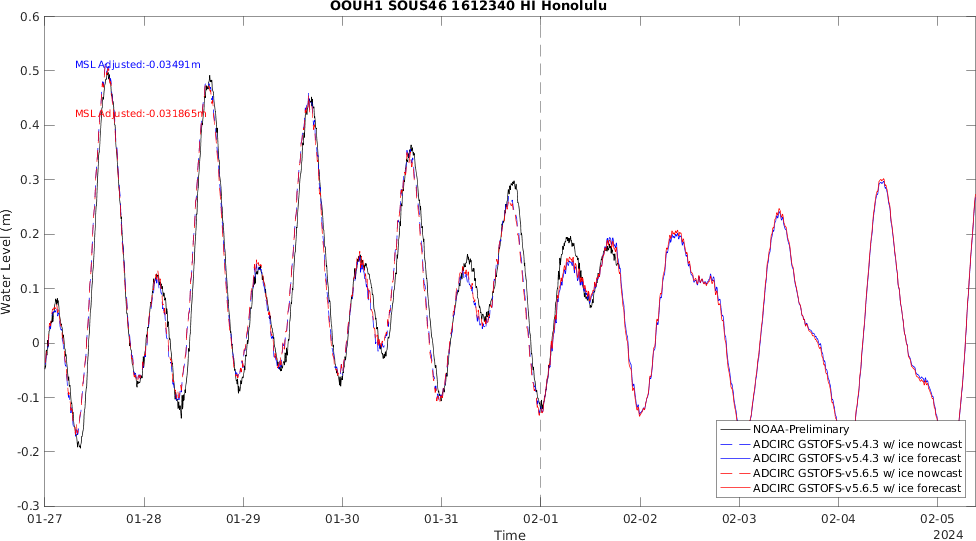 OOUH1 SOUS46 1612340 HI Honolulu
0.6
0.5
0.4
0.3
0.2
0.1
0
-0.1
-0.2
-0.3
Water Level (m)
MSL Adjusted:-0.03491m
MSL Adjusted:-0.031865m
NOAA-Preliminary
ADCIRC GSTOFS-v5.4.3 w/ ice nowcast
ADCIRC GSTOFS-v5.4.3 w/ ice forecast
ADCIRC GSTOFS-v5.6.5 w/ ice nowcast
ADCIRC GSTOFS-v5.6.5 w/ ice forecast
01-27 01-28 01-29 01-30 01-31 02-01 02-02 02-03 02-04 02-05
Time
2024